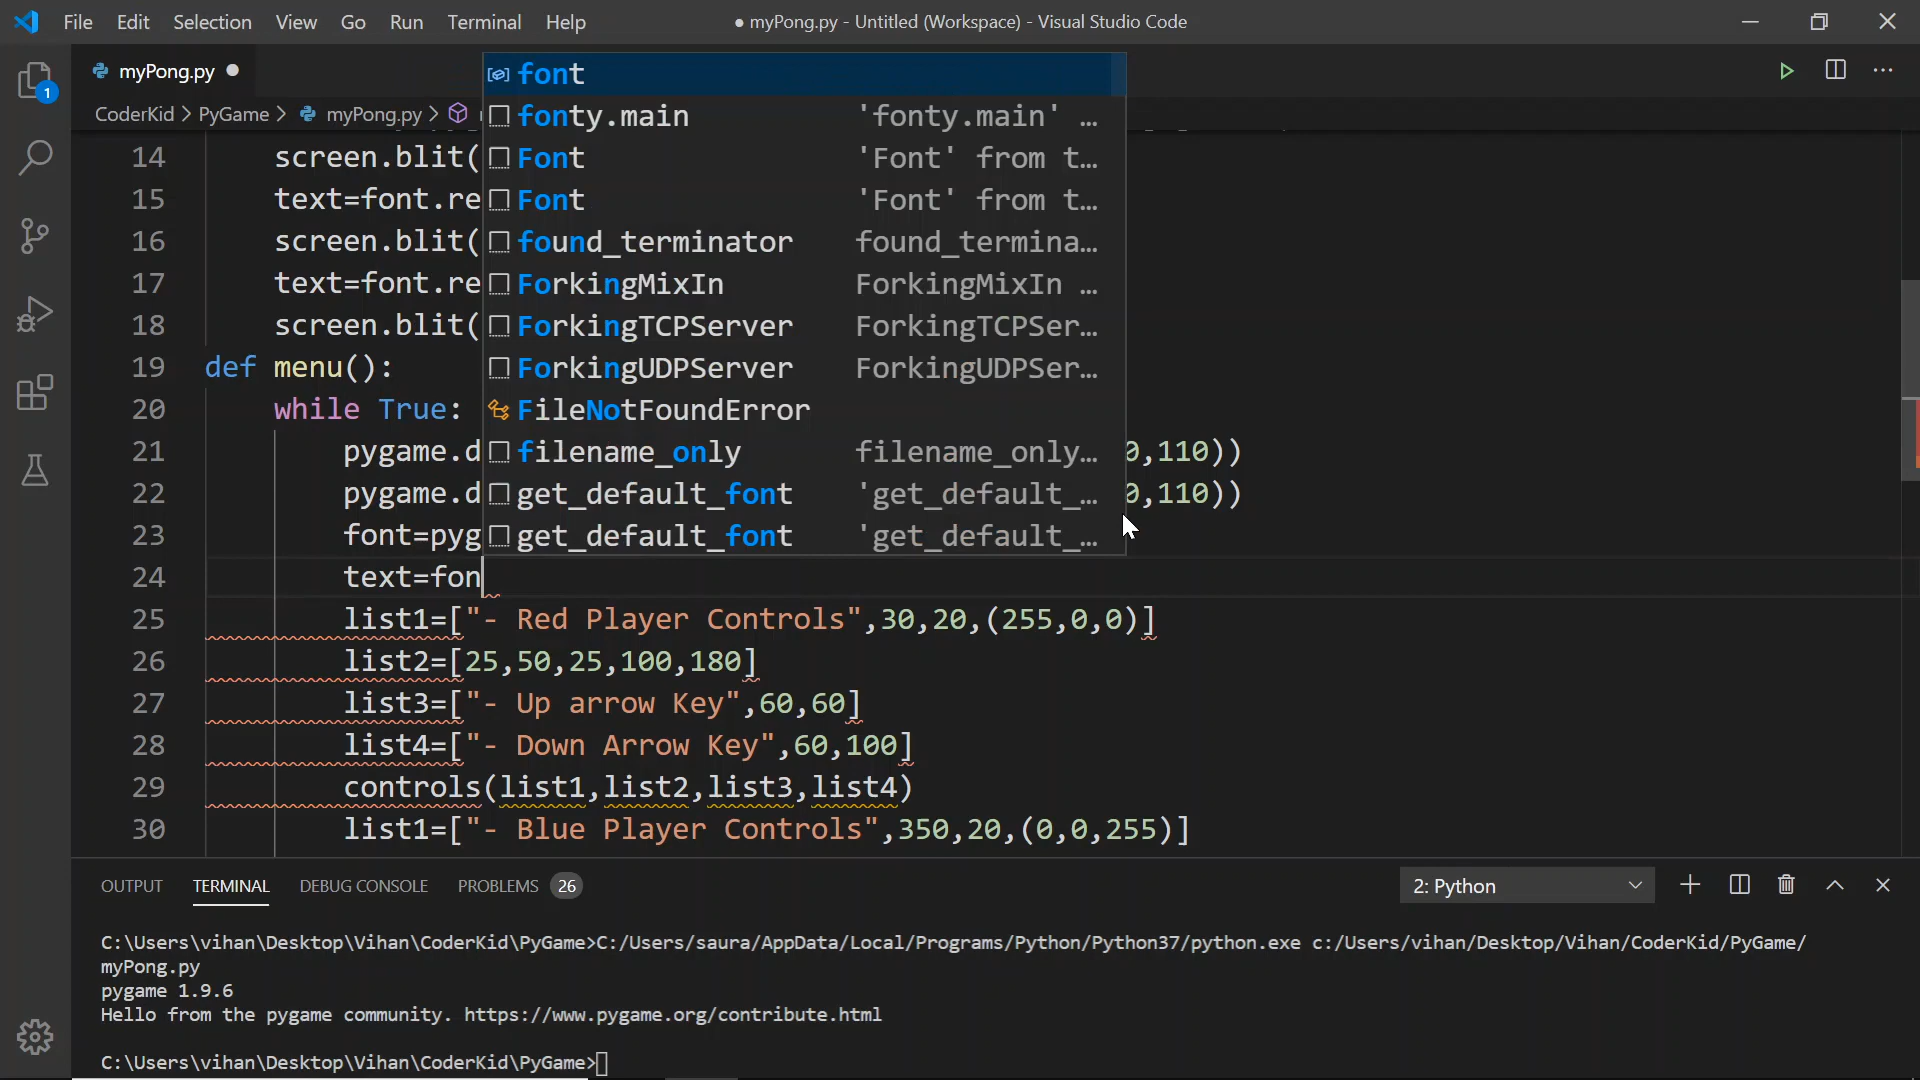 File Edit Selection View Go Run Terminal Help
● myPong.py - Untitled (Workspace) - Visual Studio Code
myPong.py ●
1
CoderKid > PyGame > myPong.py >
font
fonty.main 'fonty.main' …
Font 'Font' from t…
Font 'Font' from t…
found_terminator found_termina…
ForkingMixIn ForkingMixIn …
ForkingTCPServer ForkingTCPSer…
ForkingUDPServer ForkingUDPSer…
FileNotFoundError
filename_only filename_only…
get_default_font 'get_default_…
get_default_font 'get_default_…
14 screen.blit(
15 text=font.re
16 screen.blit(
17 text=font.re
18 screen.blit(
19 def menu():
20 while True:
21 pygame.d 0,110))
22 pygame.d 0,110))
23 font=pyg
24 text=fon
25 list1=["- Red Player Controls",30,20,(255,0,0)]
26 list2=[25,50,25,100,180]
27 list3=["- Up arrow Key",60,60]
28 list4=["- Down Arrow Key",60,100]
29 controls(list1,list2,list3,list4)
30 list1=["- Blue Player Controls",350,20,(0,0,255)]
OUTPUT TERMINAL DEBUG CONSOLE PROBLEMS 26
2: Python
C:\Users\vihan\Desktop\Vihan\CoderKid\PyGame>C:/Users/saura/AppData/Local/Programs/Python/Python37/python.exe c:/Users/vihan/Desktop/Vihan/CoderKid/PyGame/
myPong.py
pygame 1.9.6
Hello from the pygame community. https://www.pygame.org/contribute.html
C:\Users\vihan\Desktop\Vihan\CoderKid\PyGame>